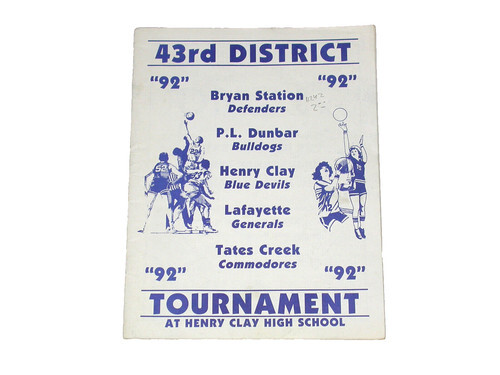 43rd DISTRICT
"92" "92"
Bryan Station
Defenders
P.L. Dunbar
Bulldogs
Henry Clay
Blue Devils
Lafayette
Generals
Tates Creek
Commodores
"92" "92"
TOURNAMENT
AT HENRY CLAY HIGH SCHOOL